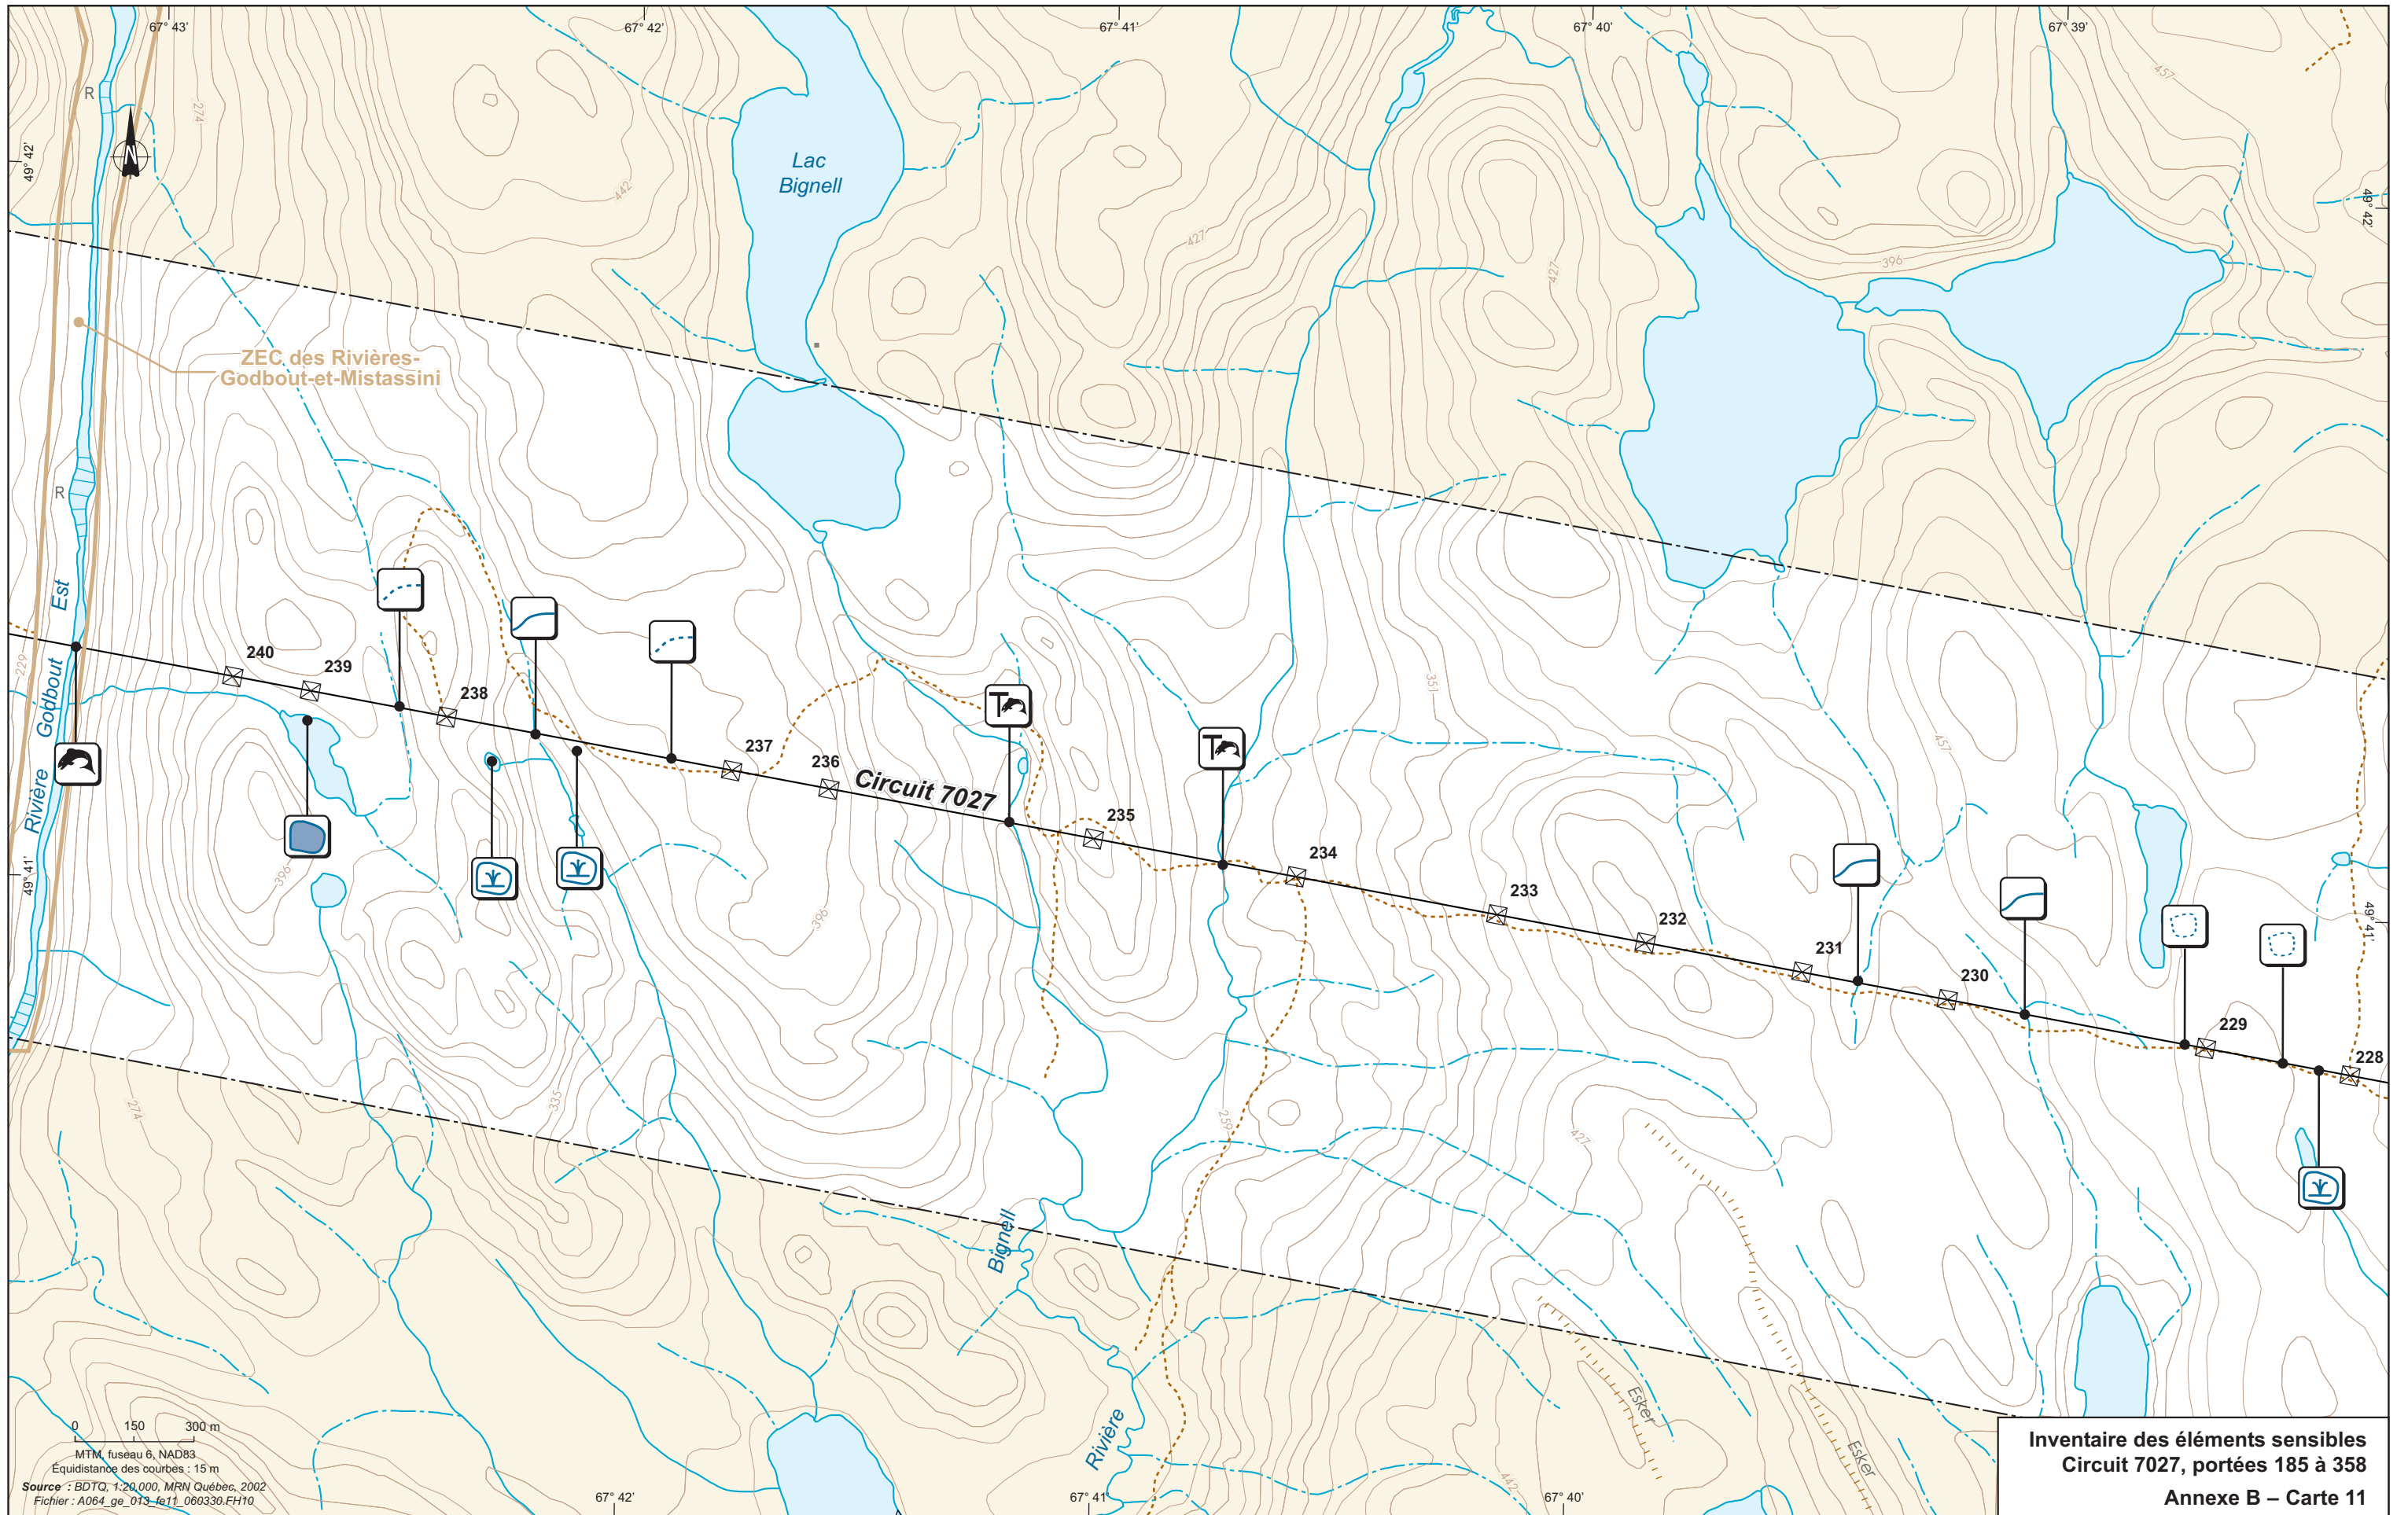 67° 43'
67° 42'
67° 41'
67° 40'
67° 39'
457
R
274
N
49° 42'
Lac
Bignell
442
49° 42'
427
396
427
ZEC des Rivières-
Godbout-et-Mistassini
R
Rivière Godbout Est
229
240
239
238
237
236
Circuit 7027
T
T
235
234
233
232
231
230
229
228
351
457
49° 41'
49° 41'
396
396
274
335
259
427
Rivière Bignell
Esker
Esker
442
0 150 300 m
MTM, fuseau 6, NAD83
Équidistance des courbes : 15 m
Source : BDTQ, 1:20,000, MRN Québec, 2002
Fichier : A064_ge_013_fe11_060330.FH10
67° 42'
67° 41'
67° 40'
Inventaire des éléments sensibles
Circuit 7027, portées 185 à 358
Annexe B – Carte 11